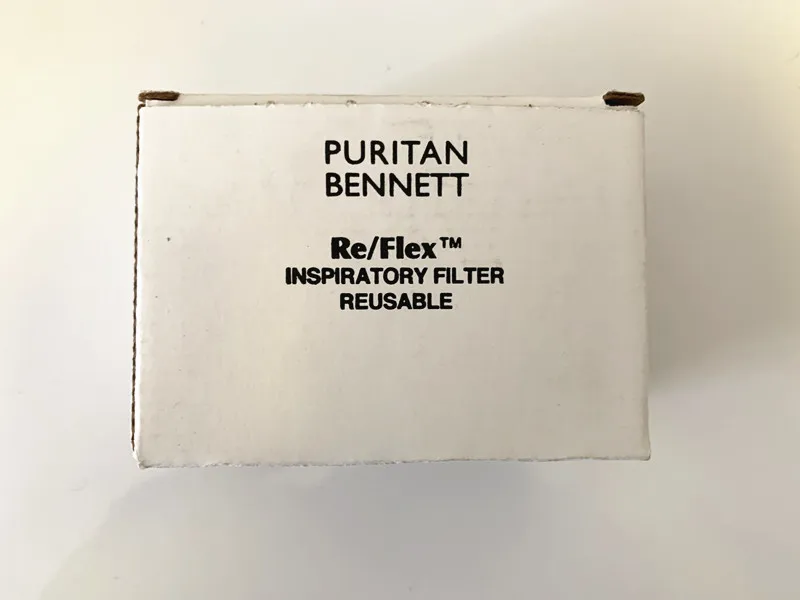 PURITAN
BENNETT
Re/Flex™
INSPIRATORY FILTER
REUSABLE